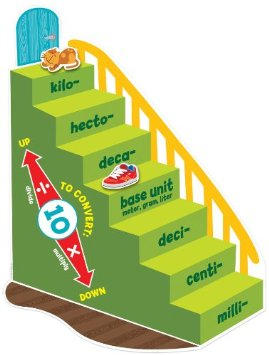 kilo-
hecto-
deca-
base unit
meter, gram, liter
deci-
centi-
milli-
UP
divide
÷
10
×
multiply
TO CONVERT:
DOWN